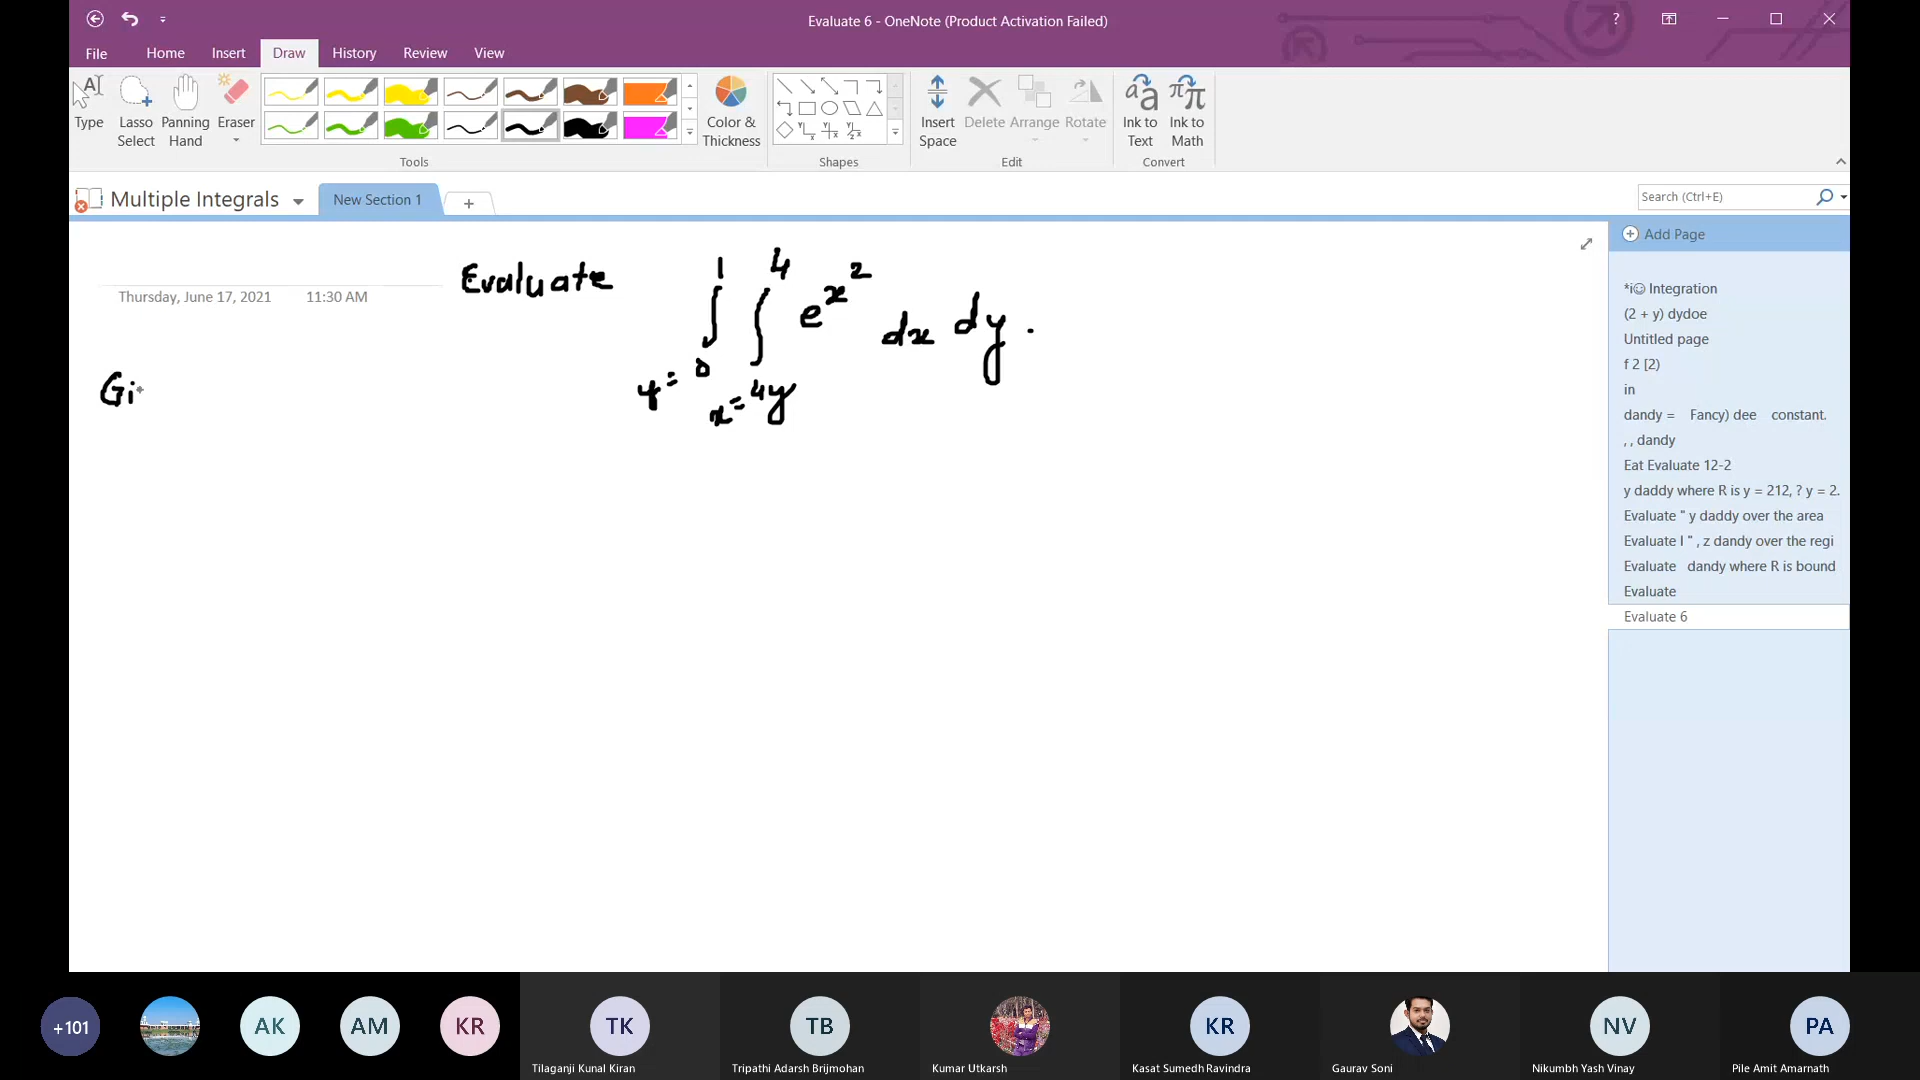 Evaluate 6 - OneNote (Product Activation Failed)
?
File Home Insert Draw History Review View
Type
Lasso Select
Panning Hand
Eraser
Color & Thickness
Insert Space
Delete
Arrange
Rotate
Ink to Text
Ink to Math
Tools
Shapes
Edit
Convert
Multiple Integrals
New Section 1
+
Search (Ctrl+E)
Add Page
Thursday, June 17, 2021 11:30 AM
Evaluate ∫_{y=0}^{1} ∫_{x=4y}^{4} e^{x^2} dx dy.
Gi
*i☺ Integration
(2 + y) dydoe
Untitled page
f 2 [2)
in
dandy = Fancy) dee constant.
, , dandy
Eat Evaluate 12-2
y daddy where R is y = 212, ? y = 2.
Evaluate " y daddy over the area
Evaluate I " , z dandy over the regi
Evaluate dandy where R is bound
Evaluate
Evaluate 6
+101
AK
AM
KR
TK
TB
KR
NV
PA
Tilaganji Kunal Kiran
Tripathi Adarsh Brijmohan
Kumar Utkarsh
Kasat Sumedh Ravindra
Gaurav Soni
Nikumbh Yash Vinay
Pile Amit Amarnath